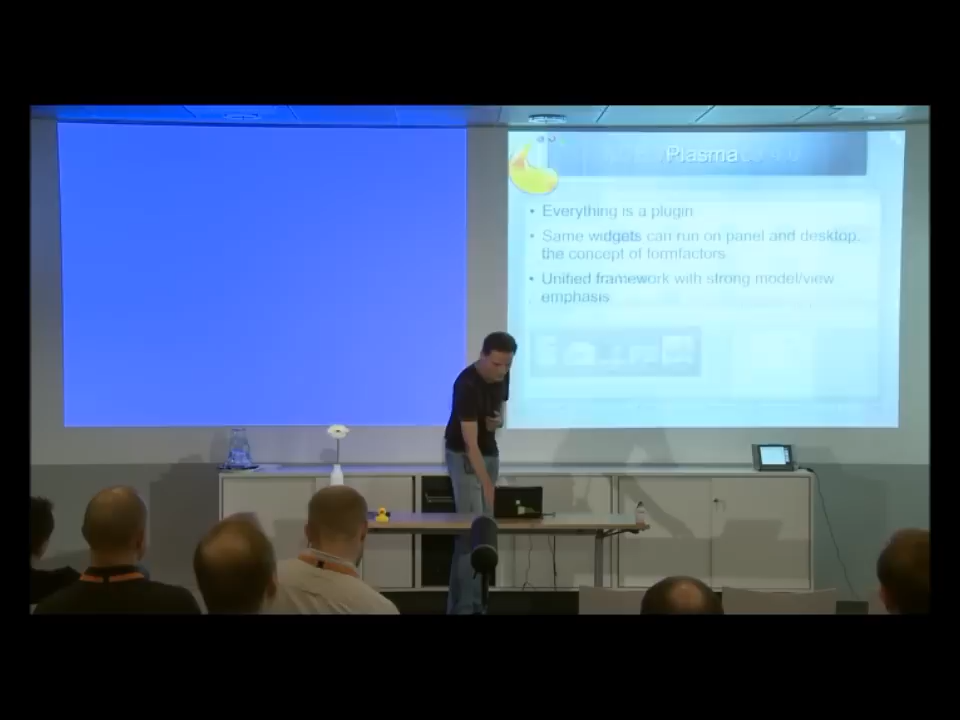 Plasma
• Everything is a plugin
• Same widgets can run on panel and desktop.
the concept of formfactors
• Unified framework with strong model/view
emphasis